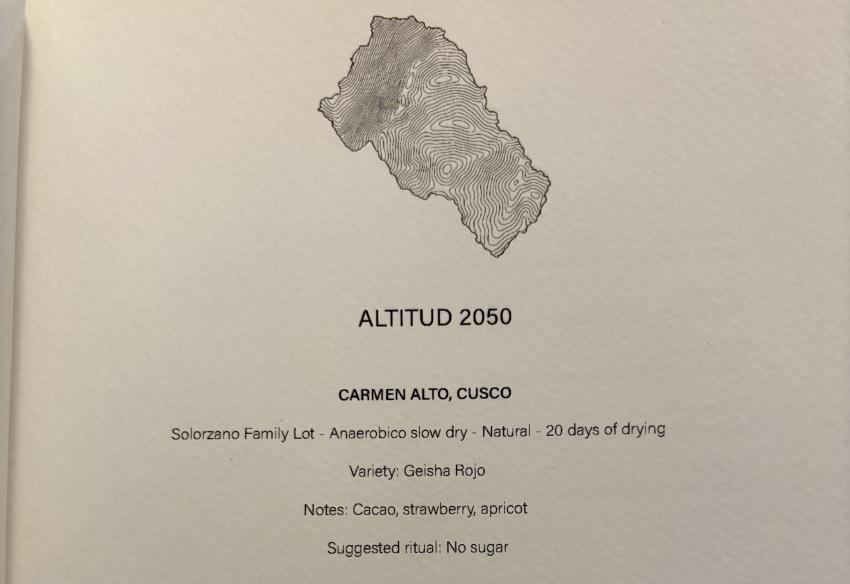 ALTITUD 2050
CARMEN ALTO, CUSCO
Solorzano Family Lot - Anaerobico slow dry - Natural - 20 days of drying
Variety: Geisha Rojo
Notes: Cacao, strawberry, apricot
Suggested ritual: No sugar